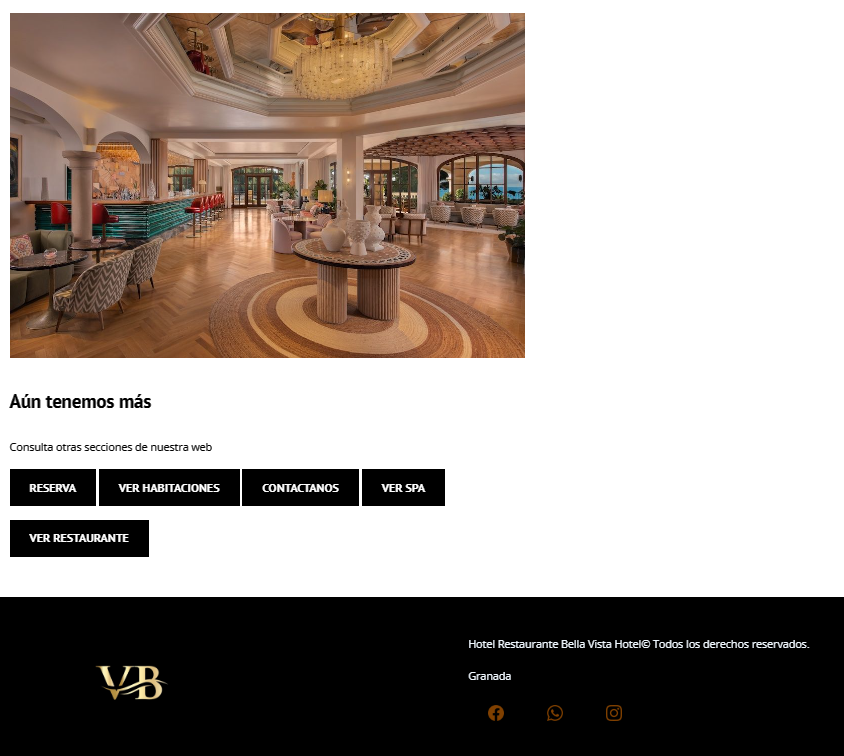 Aún tenemos más
Consulta otras secciones de nuestra web
RESERVA VER HABITACIONES CONTACTANOS VER SPA
VER RESTAURANTE
Hotel Restaurante Bella Vista Hotel© Todos los derechos reservados.
VB
Granada